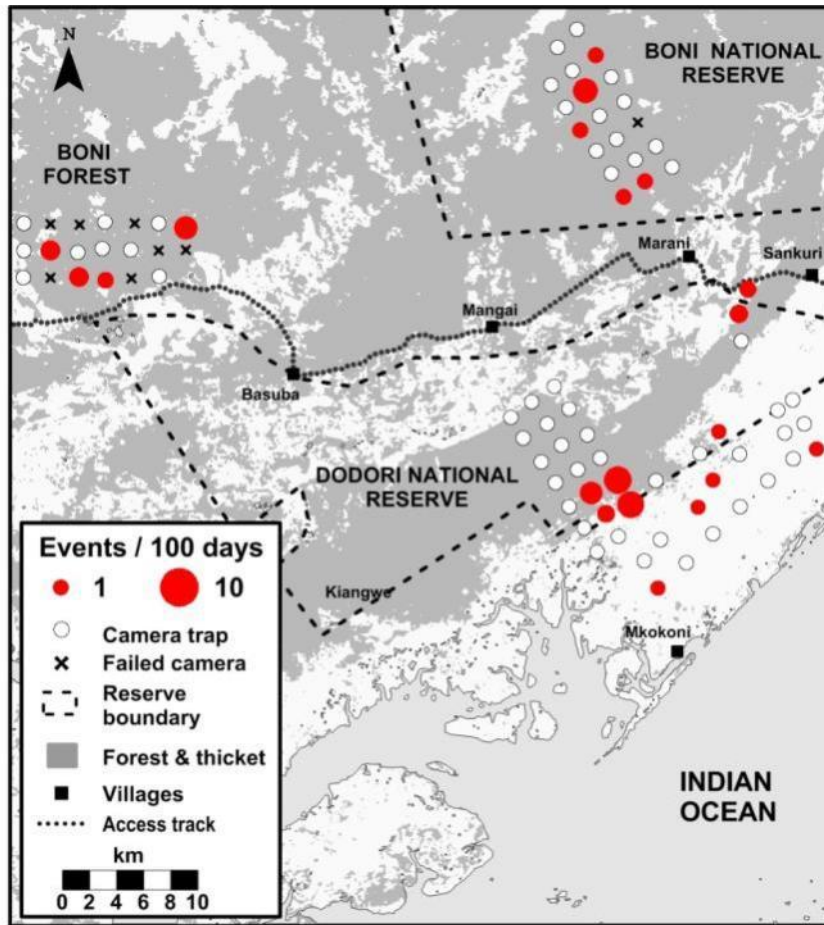 N
BONI NATIONAL
RESERVE
BONI
FOREST
Marani
Sankuri
Mangai
Basuba
DODORI NATIONAL
RESERVE
Kiangwe
Mkokoni
INDIAN
OCEAN
Events / 100 days
1 10
Camera trap
Failed camera
Reserve
boundary
Forest & thicket
Villages
Access track
km
0 2 4 6 8 10